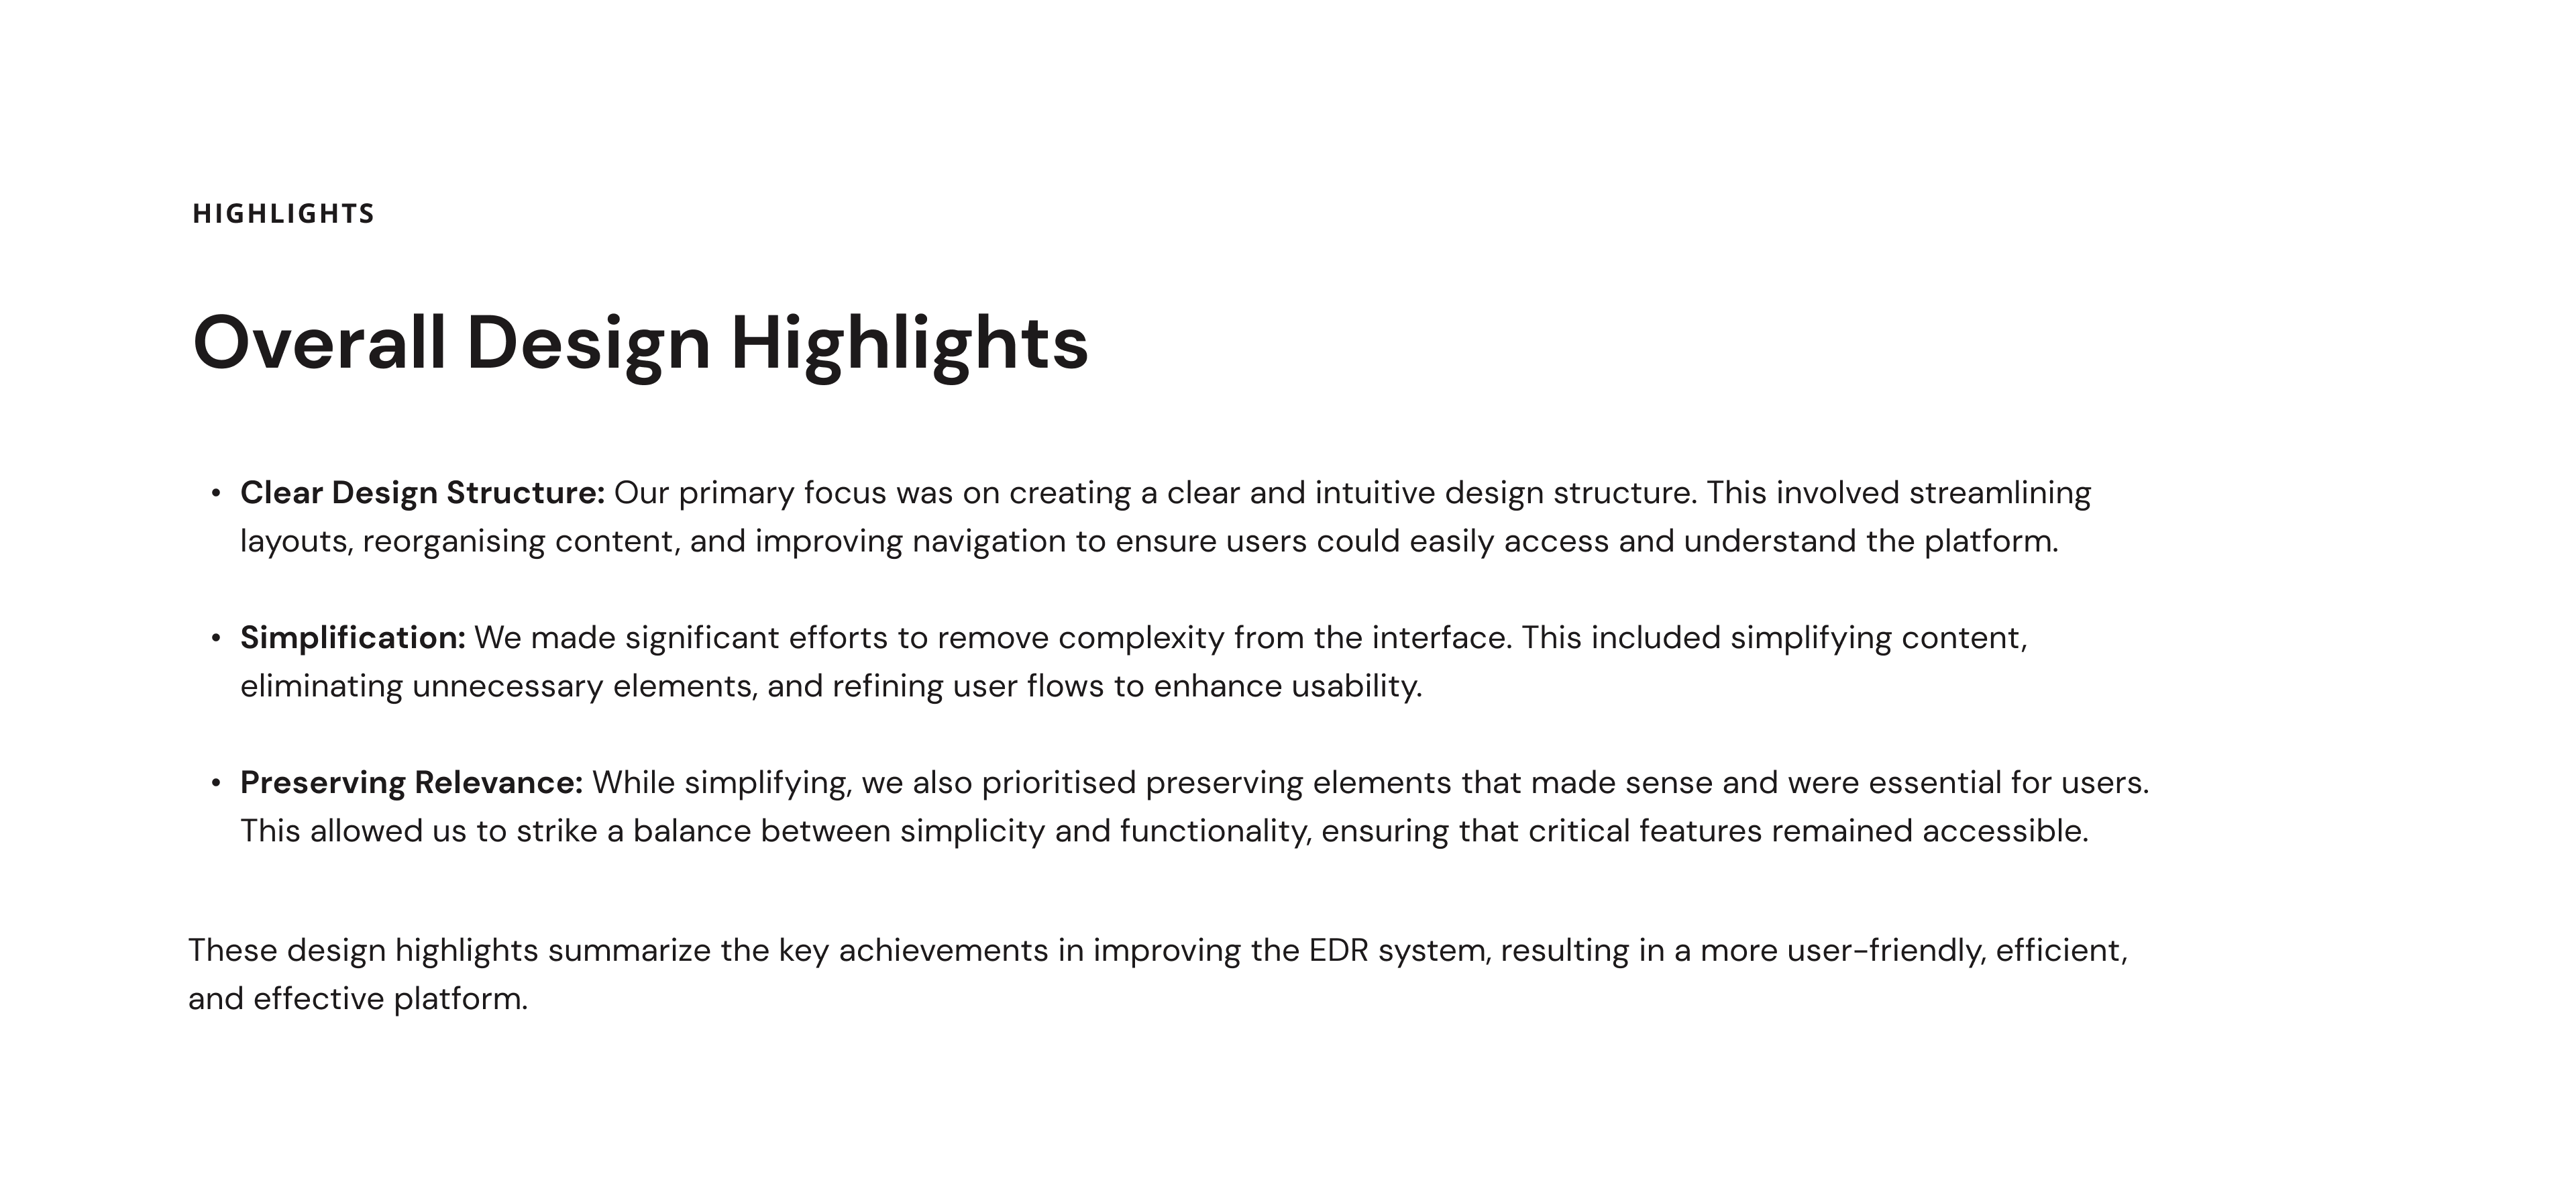 HIGHLIGHTS
Overall Design Highlights
• Clear Design Structure: Our primary focus was on creating a clear and intuitive design structure. This involved streamlining
layouts, reorganising content, and improving navigation to ensure users could easily access and understand the platform.
• Simplification: We made significant efforts to remove complexity from the interface. This included simplifying content,
eliminating unnecessary elements, and refining user flows to enhance usability.
• Preserving Relevance: While simplifying, we also prioritised preserving elements that made sense and were essential for users.
This allowed us to strike a balance between simplicity and functionality, ensuring that critical features remained accessible.
These design highlights summarize the key achievements in improving the EDR system, resulting in a more user-friendly, efficient,
and effective platform.